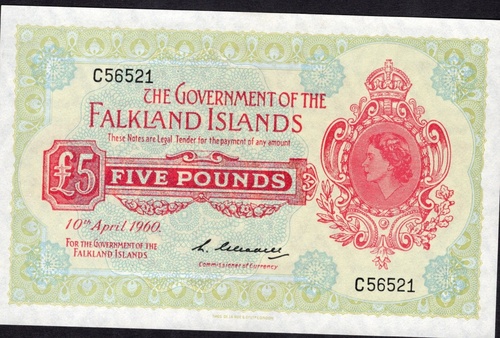 C56521
THE GOVERNMENT OF THE
FALKLAND ISLANDS
These Notes are Legal Tender for the payment of any amount
£5
FIVE POUNDS
10th April 1960.
FOR THE GOVERNMENT OF THE
FALKLAND ISLANDS
Commissioner of Currency
C56521